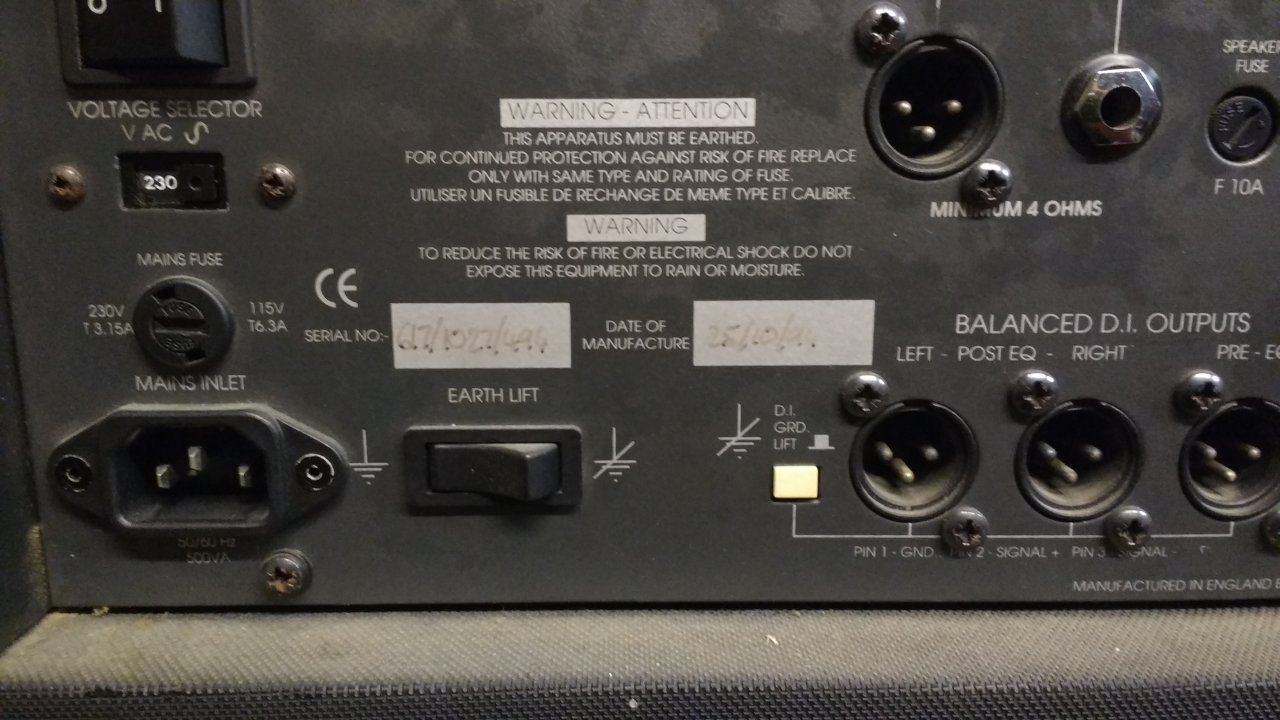 0 1
VOLTAGE SELECTOR
V AC
230
MAINS FUSE
230V
T 3.15A
115V
T6.3A
MAINS INLET
50/60 Hz
500VA
WARNING - ATTENTION
THIS APPARATUS MUST BE EARTHED.
FOR CONTINUED PROTECTION AGAINST RISK OF FIRE REPLACE
ONLY WITH SAME TYPE AND RATING OF FUSE.
UTILISER UN FUSIBLE DE RECHANGE DE MEME TYPE ET CALIBRE.
WARNING
TO REDUCE THE RISK OF FIRE OR ELECTRICAL SHOCK DO NOT
EXPOSE THIS EQUIPMENT TO RAIN OR MOISTURE.
CE
SERIAL NO:-
DATE OF
MANUFACTURE
EARTH LIFT
MINIMUM 4 OHMS
SPEAKER
FUSE
FUSE
F 10A
BALANCED D.I. OUTPUTS
LEFT - POST EQ - RIGHT
PRE - EQ
D.I.
GRD.
LIFT
PIN 1 - GND. PIN 2 - SIGNAL + PIN 3 - SIGNAL -
MANUFACTURED IN ENGLAND